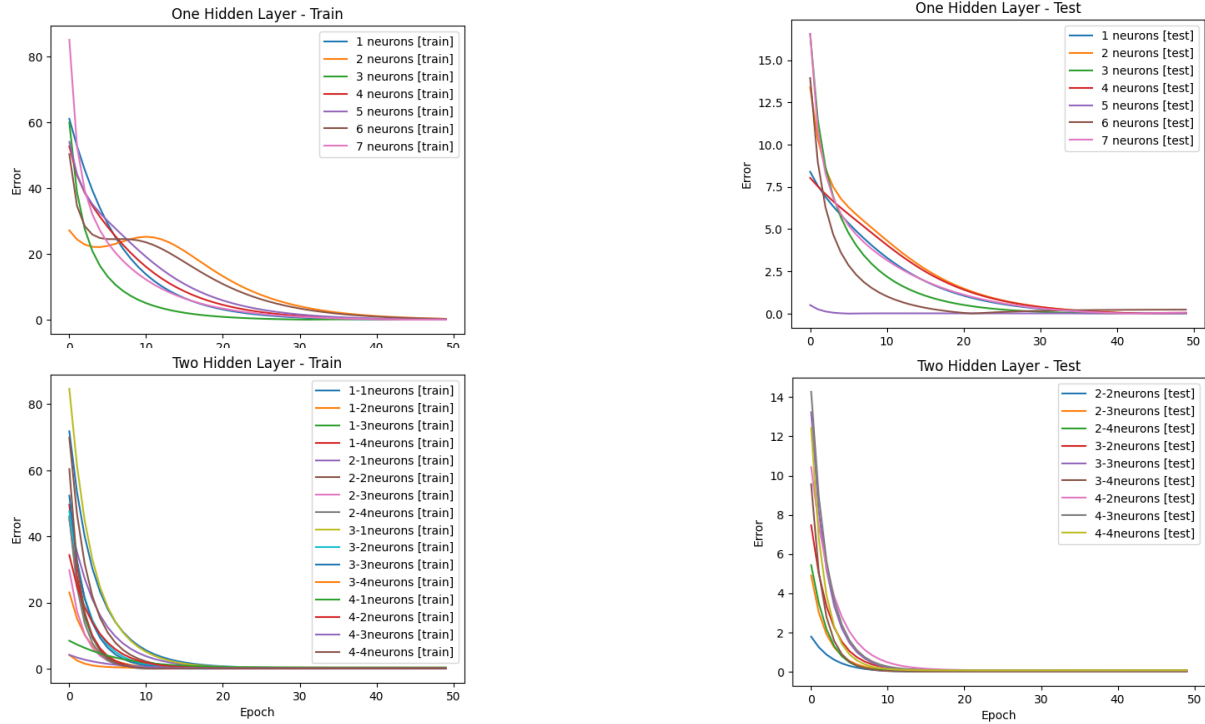 One Hidden Layer - Train
80
60
40
20
0
Error
0 10 20 30 40 50
1 neurons [train]
2 neurons [train]
3 neurons [train]
4 neurons [train]
5 neurons [train]
6 neurons [train]
7 neurons [train]
One Hidden Layer - Test
15.0
12.5
10.0
7.5
5.0
2.5
0.0
Error
0 10 20 30 40 50
1 neurons [test]
2 neurons [test]
3 neurons [test]
4 neurons [test]
5 neurons [test]
6 neurons [test]
7 neurons [test]
Two Hidden Layer - Train
80
60
40
20
0
Error
0 10 20 30 40 50
Epoch
1-1neurons [train]
1-2neurons [train]
1-3neurons [train]
1-4neurons [train]
2-1neurons [train]
2-2neurons [train]
2-3neurons [train]
2-4neurons [train]
3-1neurons [train]
3-2neurons [train]
3-3neurons [train]
3-4neurons [train]
4-1neurons [train]
4-2neurons [train]
4-3neurons [train]
4-4neurons [train]
Two Hidden Layer - Test
14
12
10
8
6
4
2
0
Error
0 10 20 30 40 50
Epoch
2-2neurons [test]
2-3neurons [test]
2-4neurons [test]
3-2neurons [test]
3-3neurons [test]
3-4neurons [test]
4-2neurons [test]
4-3neurons [test]
4-4neurons [test]